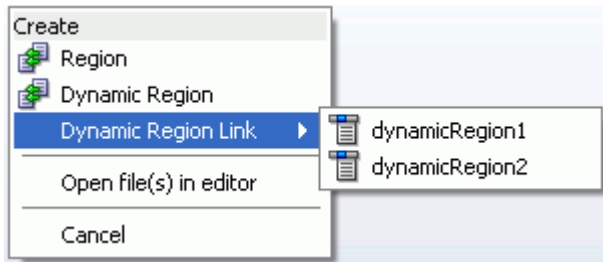 Create
Region
Dynamic Region
Dynamic Region Link
dynamicRegion1
dynamicRegion2
Open file(s) in editor
Cancel